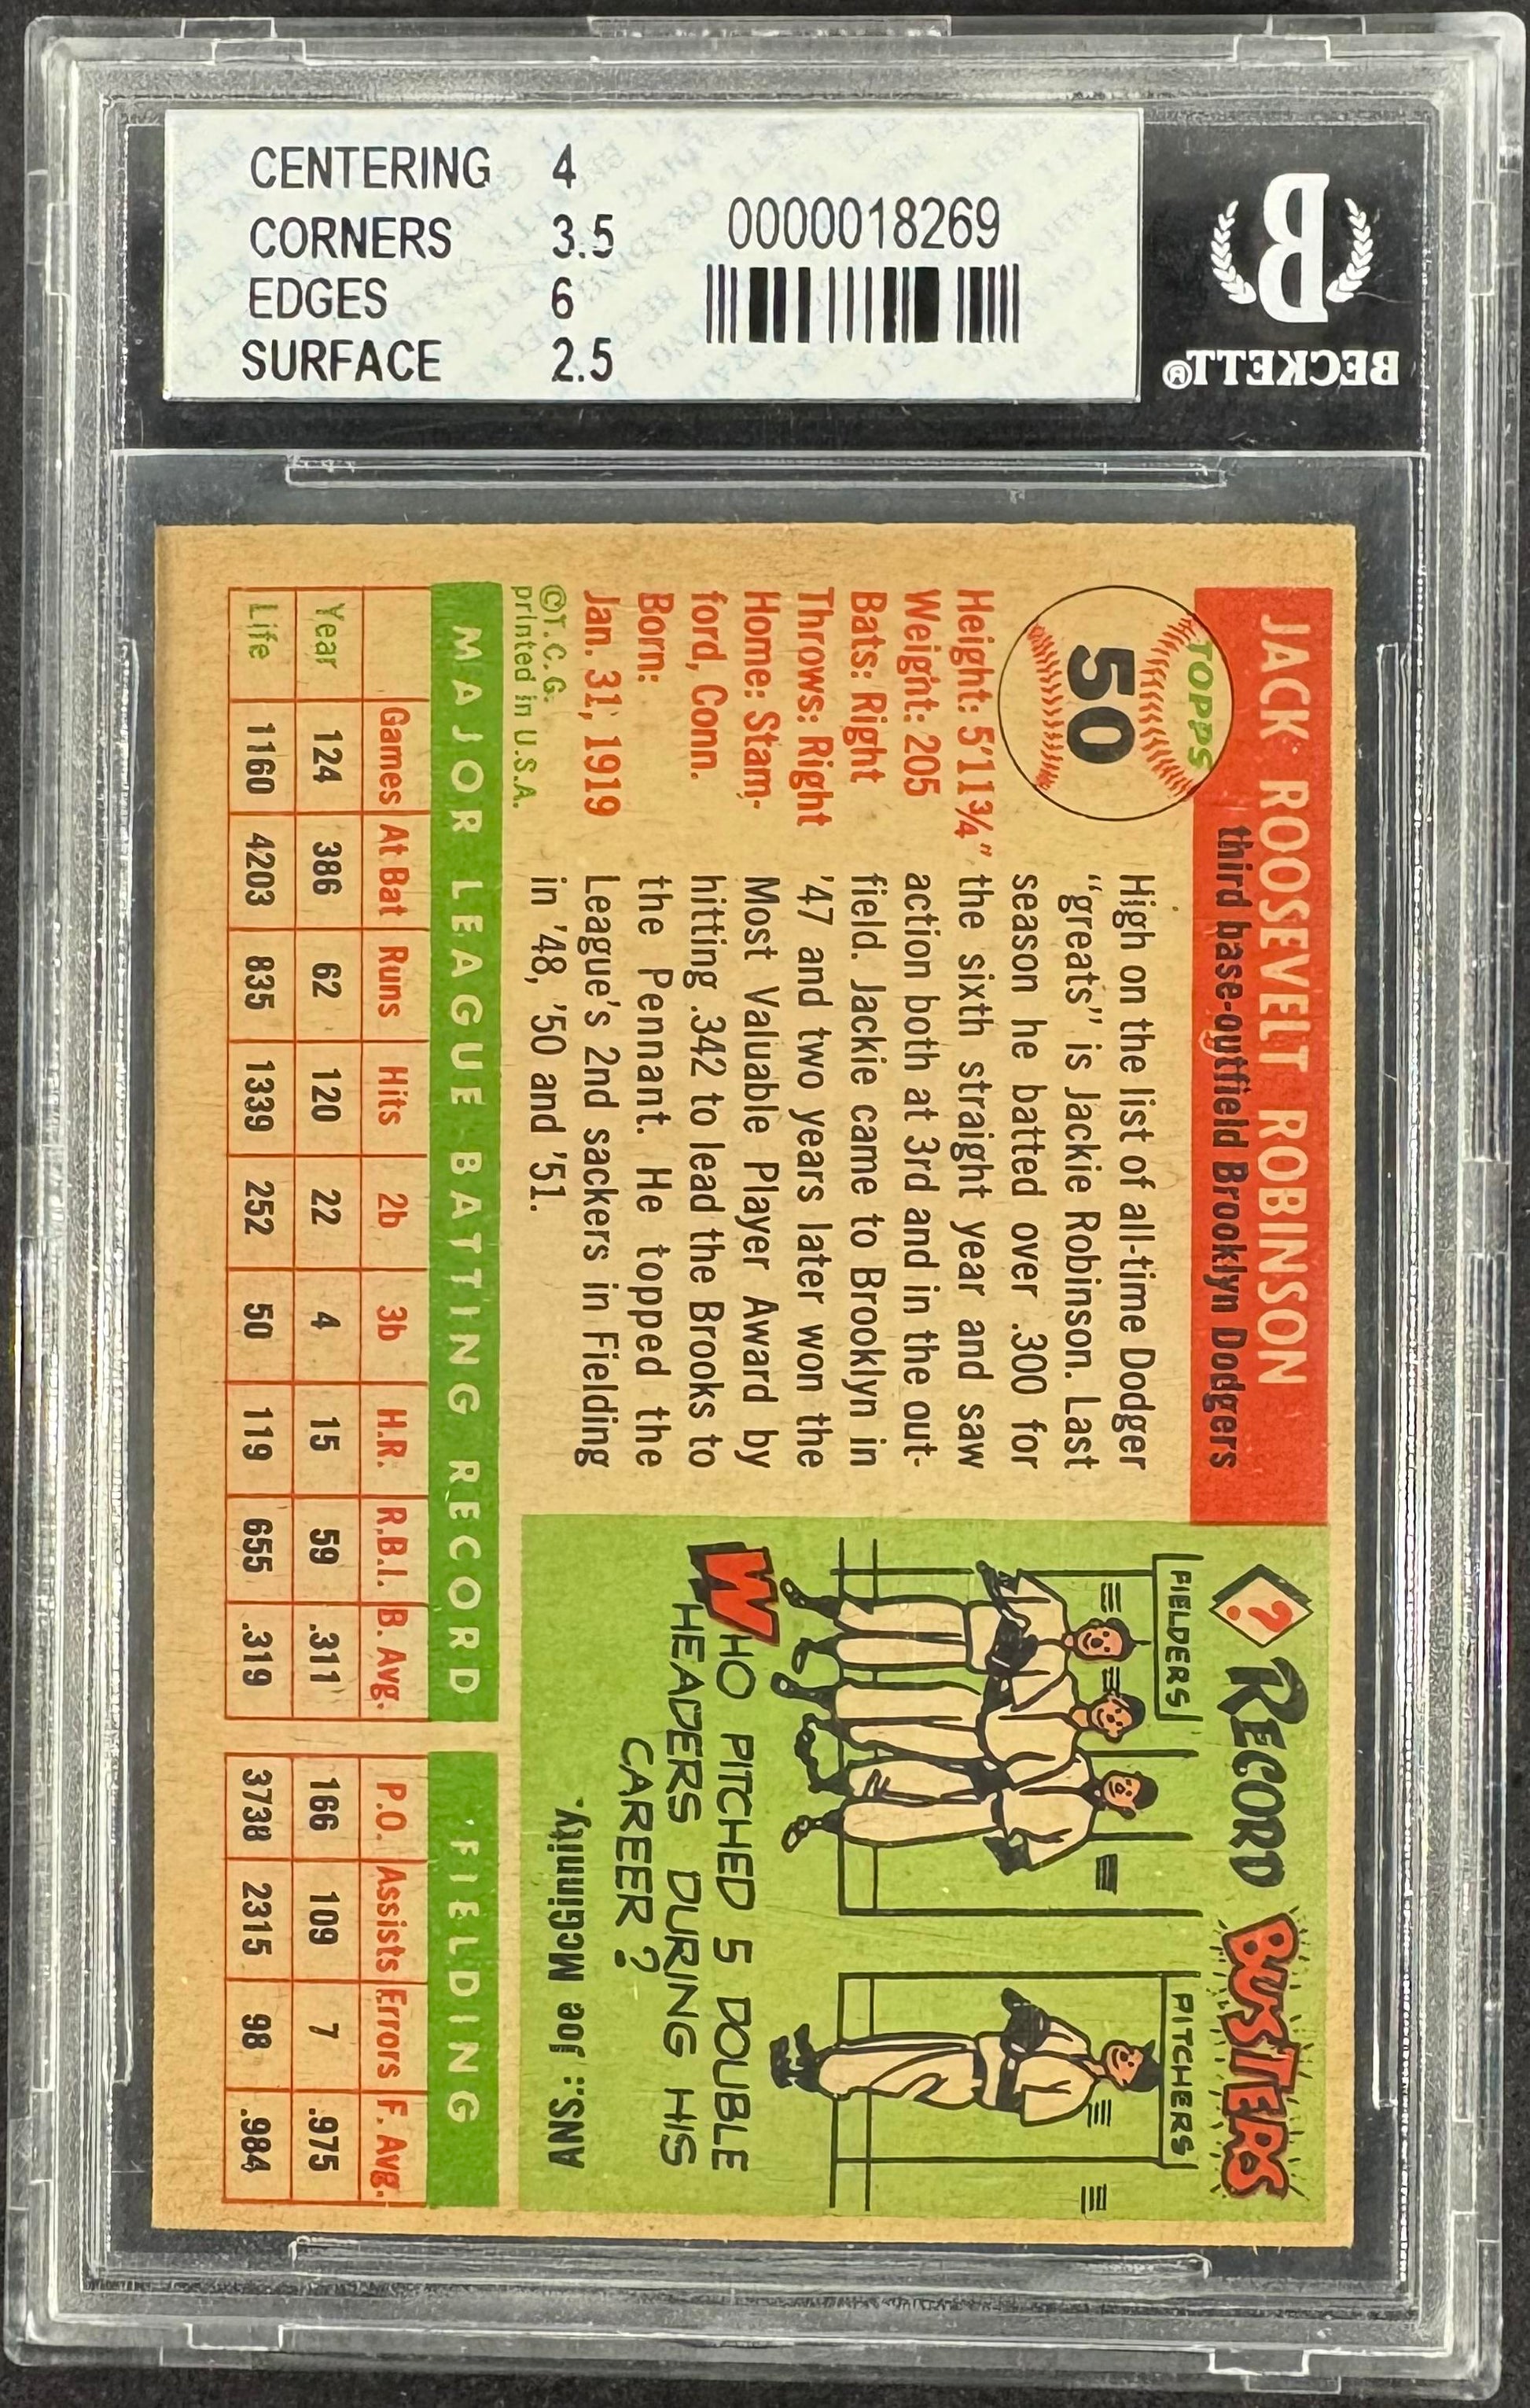 CENTERING 4
CORNERS 3.5
EDGES 6
SURFACE 2.5
0000018269
B
BECKETT®
JACK ROOSEVELT ROBINSON
third base-outfield Brooklyn Dodgers
TOPPS
50
Height: 5'11¾"
Weight: 205
Bats: Right
Throws: Right
Home: Stam-
ford, Conn.
Born:
Jan. 31, 1919
©T.C.G.
printed in U.S.A.
High on the list of all-time Dodger
"greats" is Jackie Robinson. Last
season he batted over .300 for
the sixth straight year and saw
action both at 3rd and in the out-
field. Jackie came to Brooklyn in
'47 and two years later won the
Most Valuable Player Award by
hitting .342 to lead the Brooks to
the Pennant. He topped the
League's 2nd sackers in Fielding
in '48, '50 and '51.
? RECORD BUSTERS
FIELDERS
PITCHERS
WHO PITCHED 5 DOUBLE
HEADERS DURING HIS
CAREER?
ANS.: Joe McGinnity.
MAJOR LEAGUE BATTING RECORD
FIELDING
Games At Bat Runs Hits 2b 3b H.R. R.B.I. B. Avg. P.O. Assists Errors F. Avg.
Year 124 386 62 120 22 4 15 59 .311 166 109 7 .975
Life 1160 4203 835 1339 252 50 119 655 .319 3738 2315 98 .984